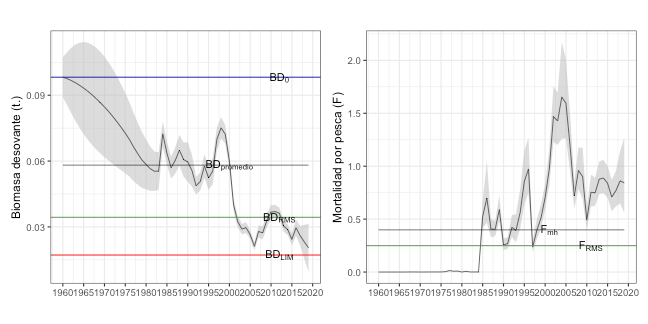 Biomasa desovante (t.)
0.09
0.06
0.03
BD0
BDpromedio
BDRMS
BDLIM
1960 1965 1970 1975 1980 1985 1990 1995 2000 2005 2010 2015 2020
Mortalidad por pesca (F)
2.0
1.5
1.0
0.5
0.0
Fmh
FRMS
1960 1965 1970 1975 1980 1985 1990 1995 2000 2005 2010 2015 2020